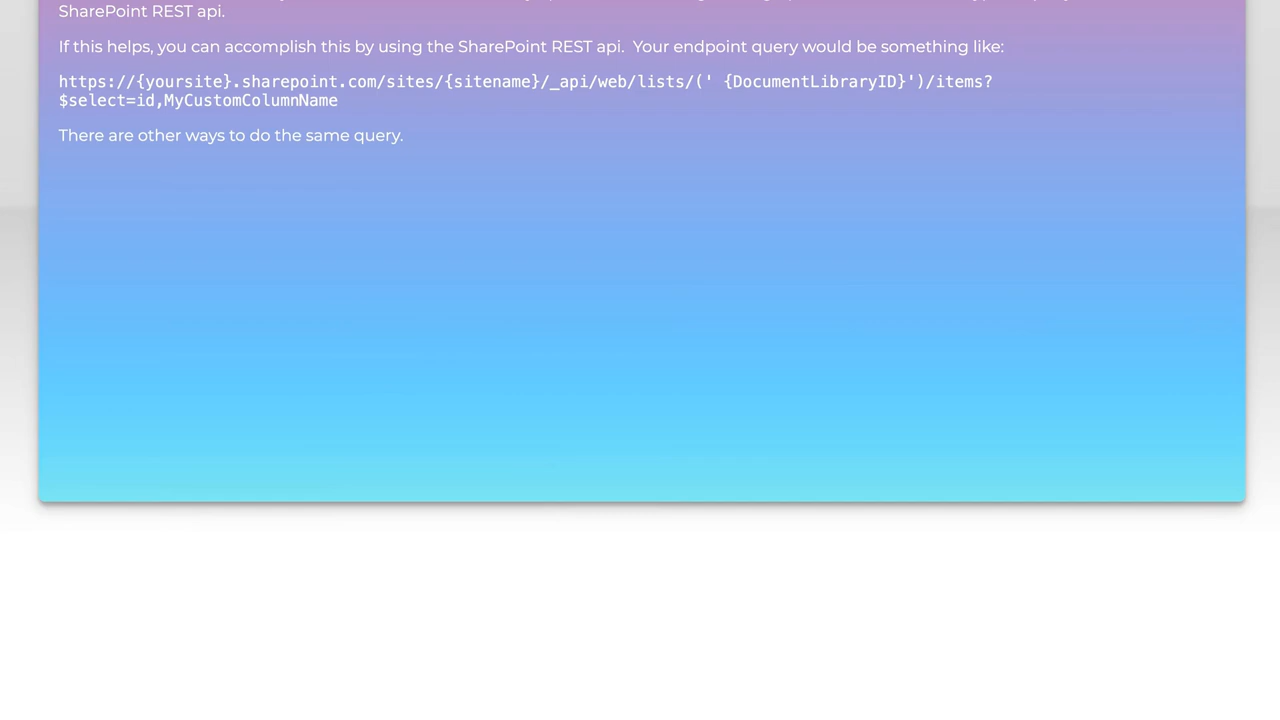 SharePoint REST api.
If this helps, you can accomplish this by using the SharePoint REST api.  Your endpoint query would be something like:
https://{yoursite}.sharepoint.com/sites/{sitename}/_api/web/lists/(' {DocumentLibraryID}')/items?
$select=id,MyCustomColumnName
There are other ways to do the same query.